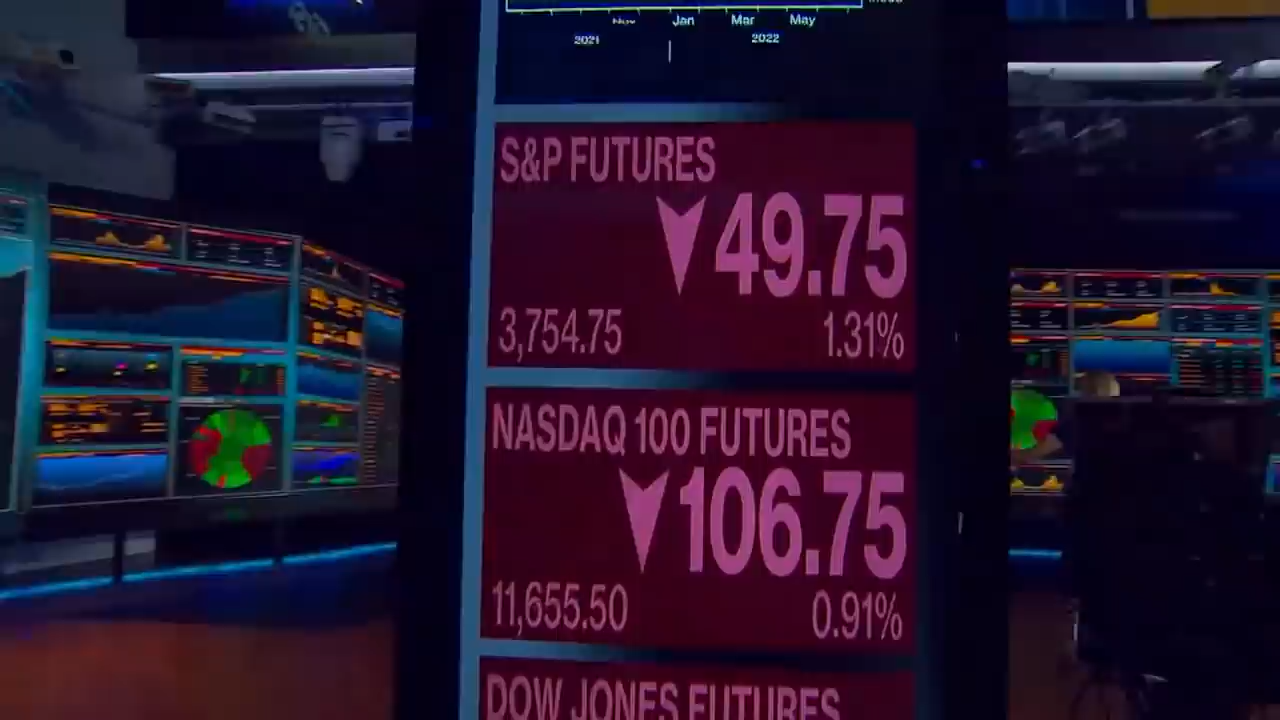 Nov
Jan
Mar
May
2021
2022
S&P FUTURES
▼49.75
3,754.75
1.31%
NASDAQ 100 FUTURES
▼106.75
11,655.50
0.91%
DOW JONES FUTURES